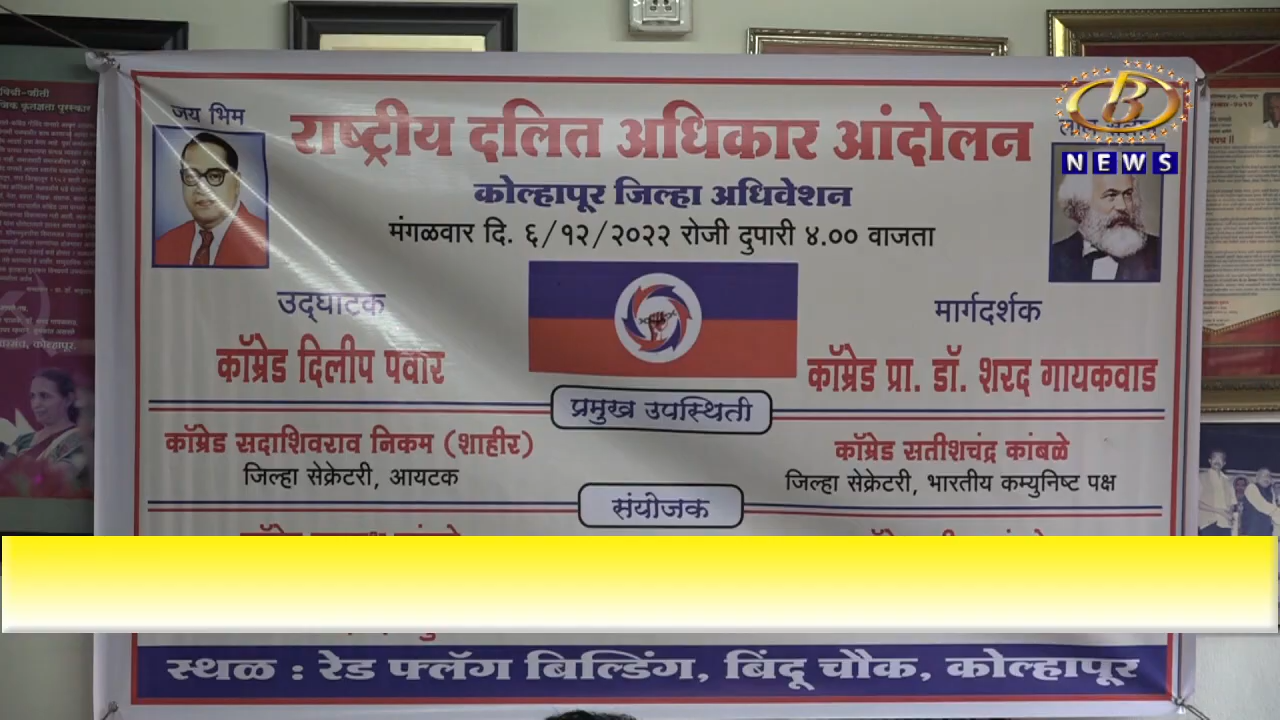 जय भिम
राष्ट्रीय दलित अधिकार आंदोलन
B
NEWS
कोल्हापूर जिल्हा अधिवेशन
मंगळवार दि. ६/१२/२०२२ रोजी दुपारी ४.०० वाजता
उद्घाटक
मार्गदर्शक
कॉम्रेड दिलीप पवार
कॉम्रेड प्रा. डॉ. शरद गायकवाड
प्रमुख उपस्थिती
कॉम्रेड सदाशिवराव निकम (शाहीर)
जिल्हा सेक्रेटरी, आयटक
कॉम्रेड सतीशचंद्र कांबळे
जिल्हा सेक्रेटरी, भारतीय कम्युनिष्ट पक्ष
संयोजक
स्थळ : रेड फ्लॅग बिल्डिंग, बिंदू चौक, कोल्हापूर